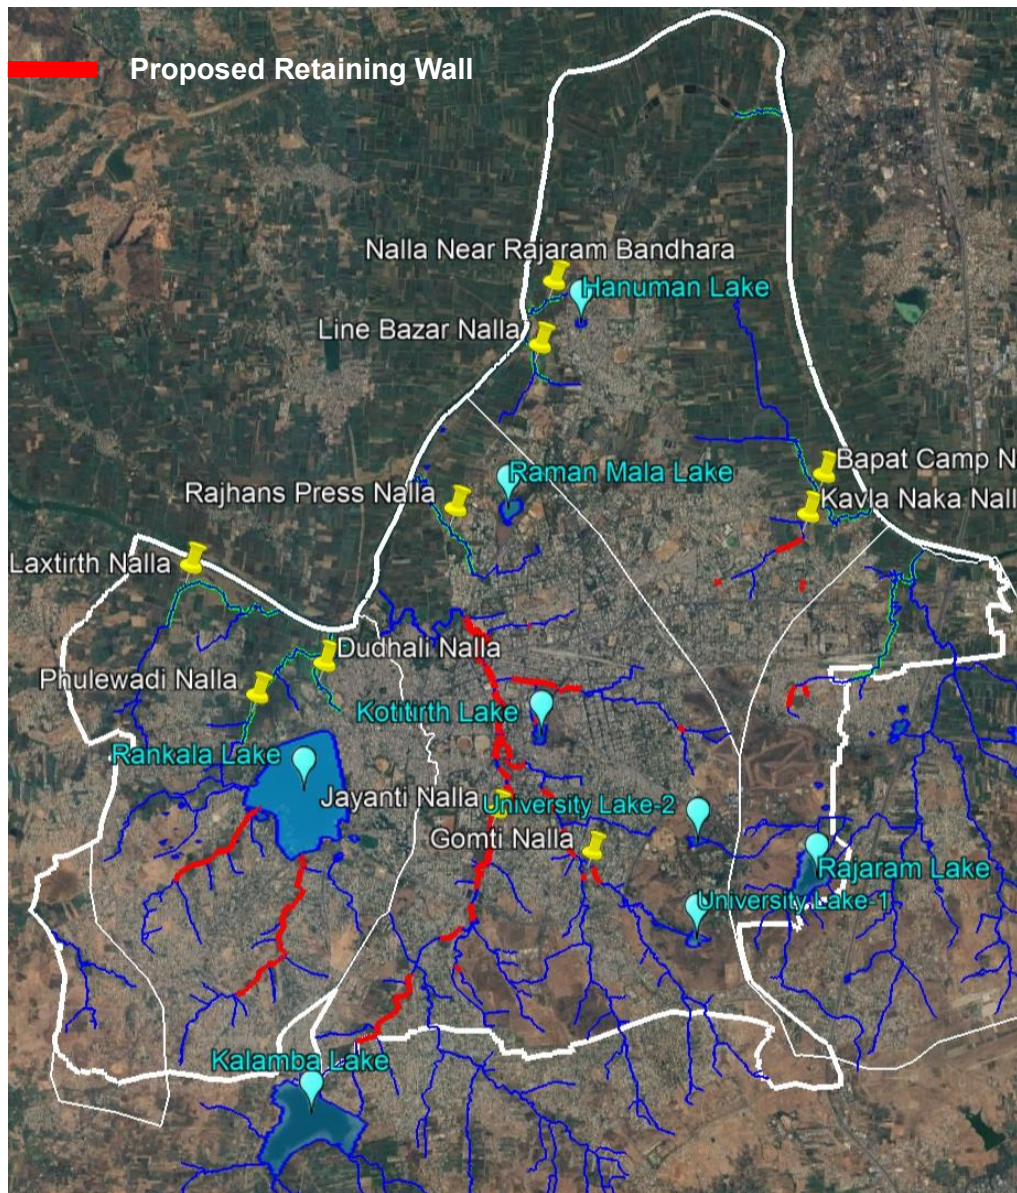 Proposed Retaining Wall
Nalla Near Rajaram Bandhara
Hanuman Lake
Line Bazar Nalla
Bapat Camp N
Raman Mala Lake
Rajhans Press Nalla
Kavla Naka Nall
Laxtirth Nalla
Dudhali Nalla
Phulewadi Nalla
Kotitirth Lake
Rankala Lake
Jayanti Nalla
University Lake-2
Gomti Nalla
Rajaram Lake
University Lake-1
Kalamba Lake